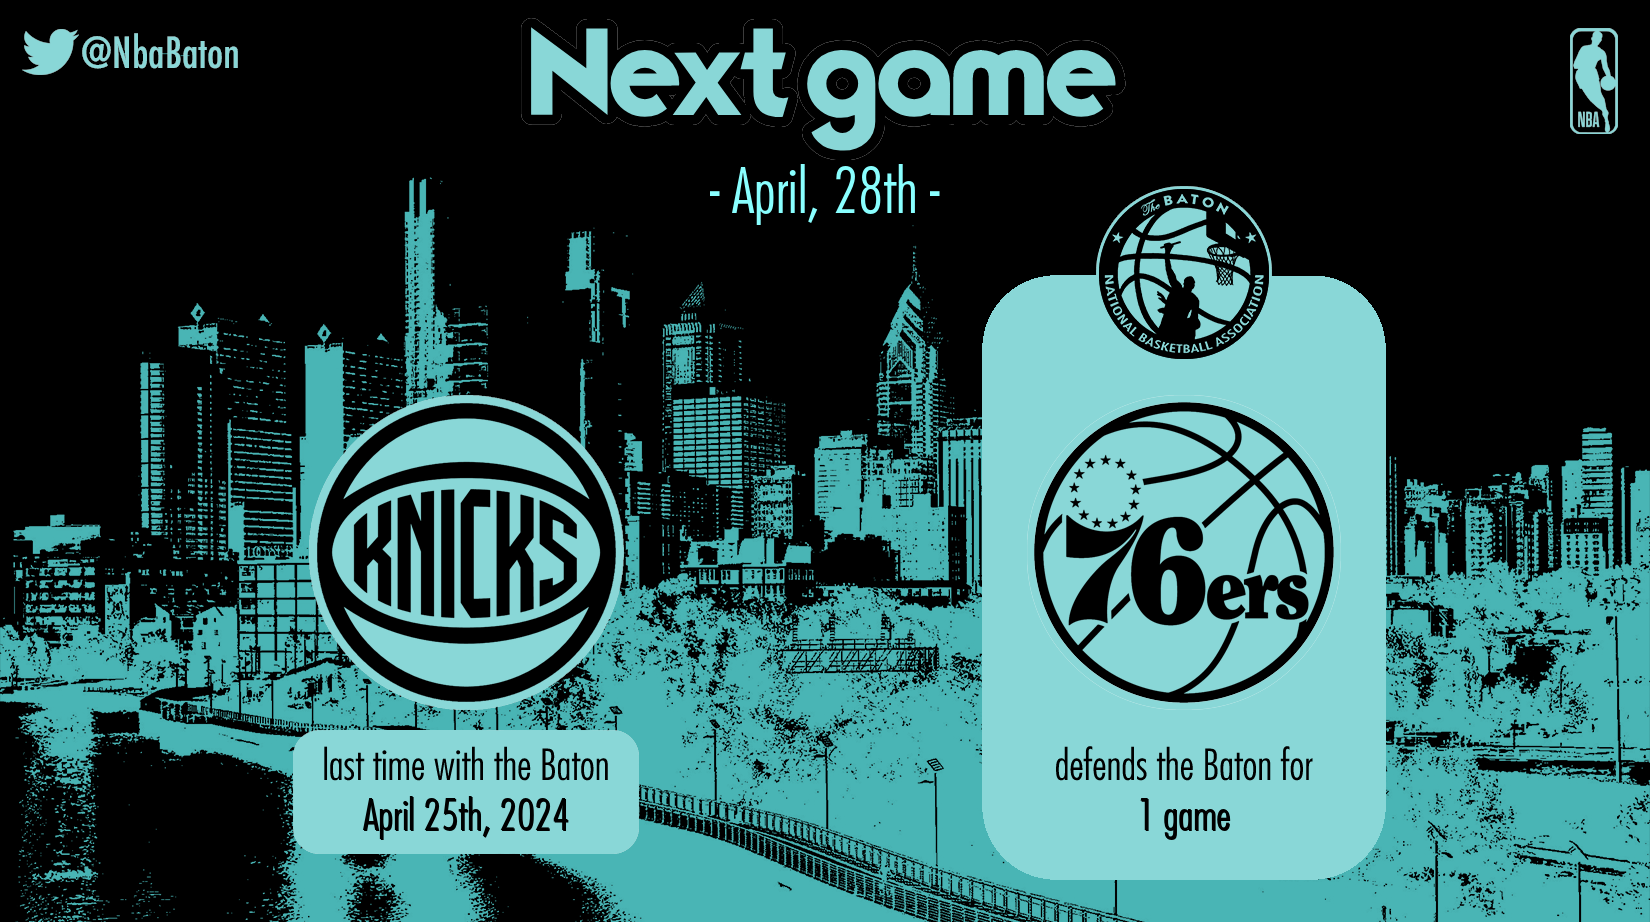 @NbaBaton
Next game
NBA
- April, 28th -
The BATON
NATIONAL BASKETBALL ASSOCIATION
KNICKS
76ers
last time with the Baton
April 25th, 2024
defends the Baton for
1 game